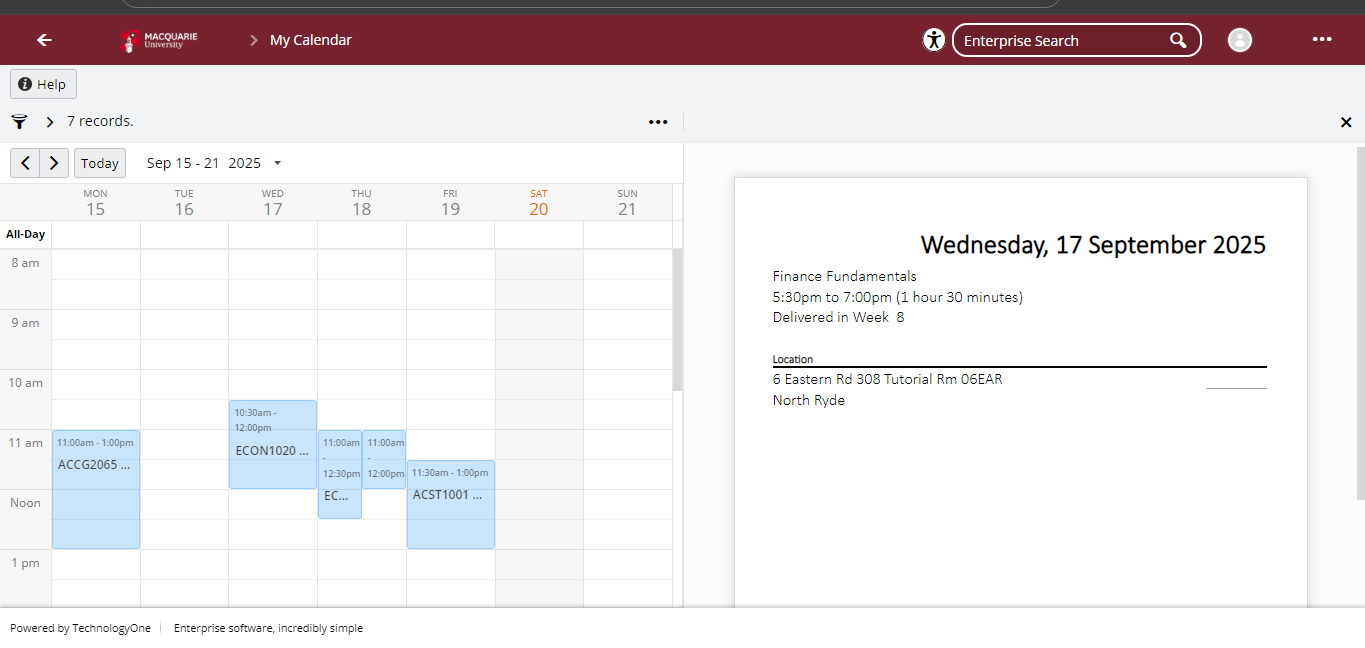 MACQUARIE
University
My Calendar
Enterprise Search
Help
7 records.
Today
Sep 15 - 21 2025
MON TUE WED THU FRI SAT SUN
15 16 17 18 19 20 21
All-Day
8 am
9 am
10 am
11 am
Noon
1 pm
11:00am - 1:00pm
ACCG2065 ...
10:30am -
12:00pm
ECON1020 ...
11:00am
-
12:30pm
EC...
11:00am
-
12:00pm
11:30am - 1:00pm
ACST1001 ...
Wednesday, 17 September 2025
Finance Fundamentals
5:30pm to 7:00pm (1 hour 30 minutes)
Delivered in Week 8
Location
6 Eastern Rd 308 Tutorial Rm 06EAR
North Ryde
Powered by TechnologyOne
Enterprise software, incredibly simple